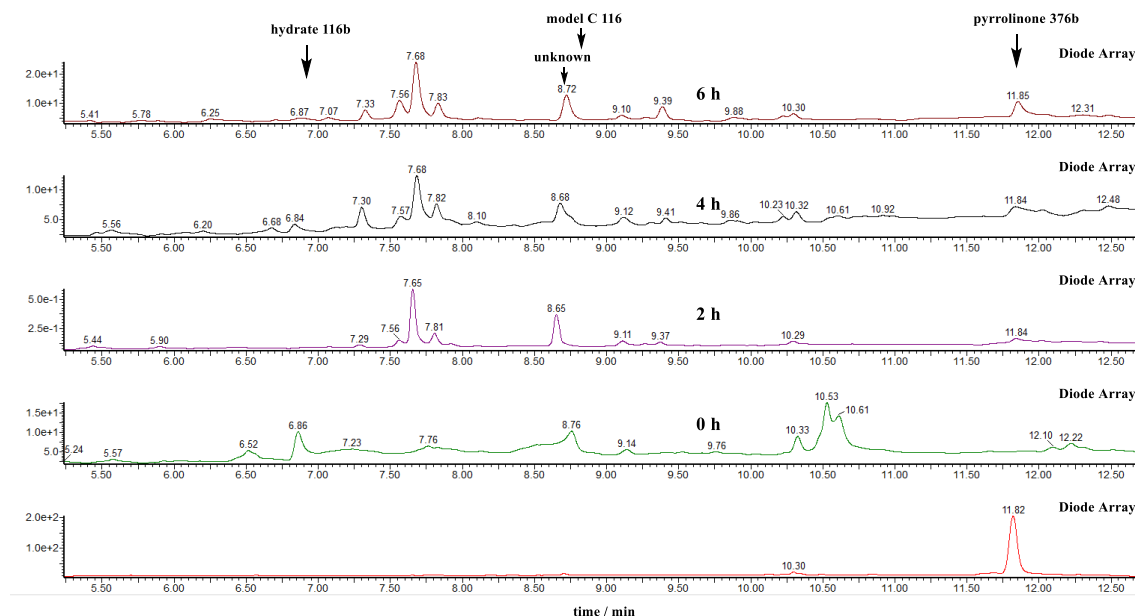 model C 116
hydrate 116b
pyrrolinone 376b
unknown
Diode Array
6 h
2.0e+1
1.0e+1
5.41 5.78 6.25 6.87 7.07 7.33 7.56 7.68 7.83 8.72 9.10 9.39 9.88 10.30 11.85 12.31
5.50 6.00 6.50 7.00 7.50 8.00 8.50 9.00 9.50 10.00 10.50 11.00 11.50 12.00 12.50
Diode Array
4 h
1.0e+1
5.0
5.56 6.20 6.68 6.84 7.30 7.57 7.68 7.82 8.10 8.68 9.12 9.41 9.86 10.23 10.32 10.61 10.92 11.84 12.48
5.50 6.00 6.50 7.00 7.50 8.00 8.50 9.00 9.50 10.00 10.50 11.00 11.50 12.00 12.50
Diode Array
2 h
5.0e-1
2.5e-1
5.44 5.90 7.29 7.56 7.65 7.81 8.65 9.11 9.37 10.29 11.84
5.50 6.00 6.50 7.00 7.50 8.00 8.50 9.00 9.50 10.00 10.50 11.00 11.50 12.00 12.50
Diode Array
0 h
1.5e+1
1.0e+1
5.0
5.24 5.57 6.52 6.86 7.23 7.76 8.76 9.14 9.76 10.33 10.53 10.61 12.10 12.22
5.50 6.00 6.50 7.00 7.50 8.00 8.50 9.00 9.50 10.00 10.50 11.00 11.50 12.00 12.50
Diode Array
2.0e+2
1.0e+2
10.30 11.82
5.50 6.00 6.50 7.00 7.50 8.00 8.50 9.00 9.50 10.00 10.50 11.00 11.50 12.00 12.50
time / min